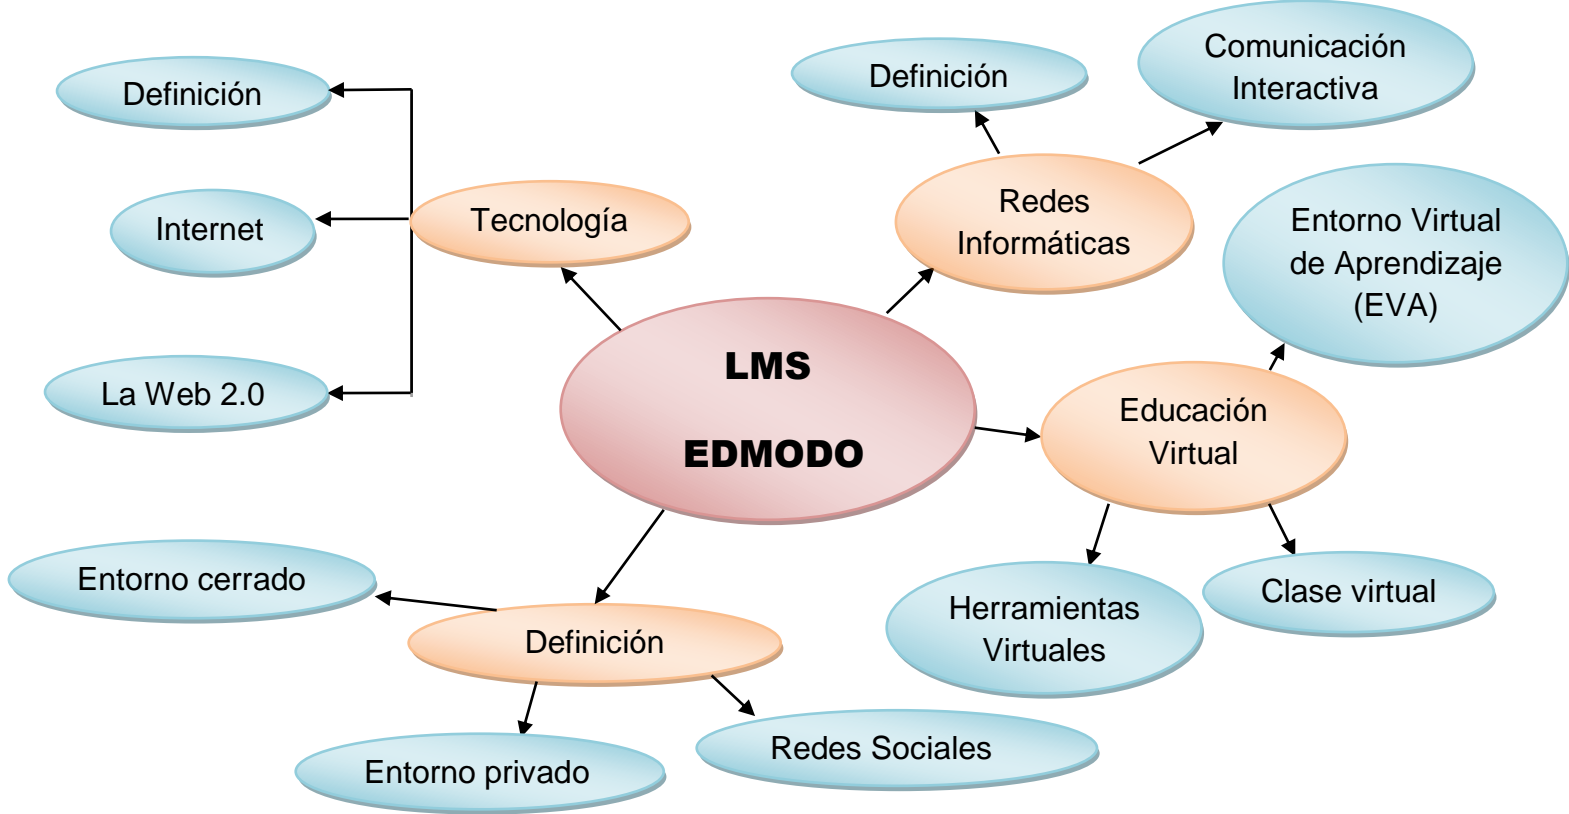 Definición
Internet
La Web 2.0
Tecnología
Definición
Comunicación
Interactiva
Redes
Informáticas
Entorno Virtual
de Aprendizaje
(EVA)
LMS
EDMODO
Educación
Virtual
Herramientas
Virtuales
Clase virtual
Entorno cerrado
Definición
Entorno privado
Redes Sociales